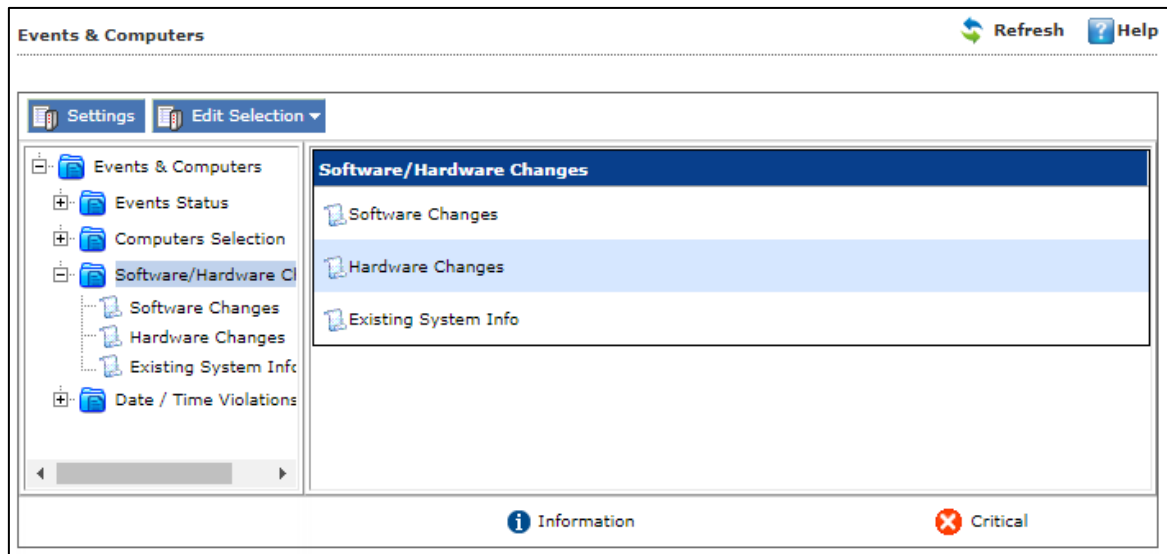 Events & Computers Refresh ? Help
Settings Edit Selection
Events & Computers
Events Status
Computers Selection
Software/Hardware Cl
Software Changes
Hardware Changes
Existing System Info
Date / Time Violations
Software/Hardware Changes
Software Changes
Hardware Changes
Existing System Info
i Information Critical